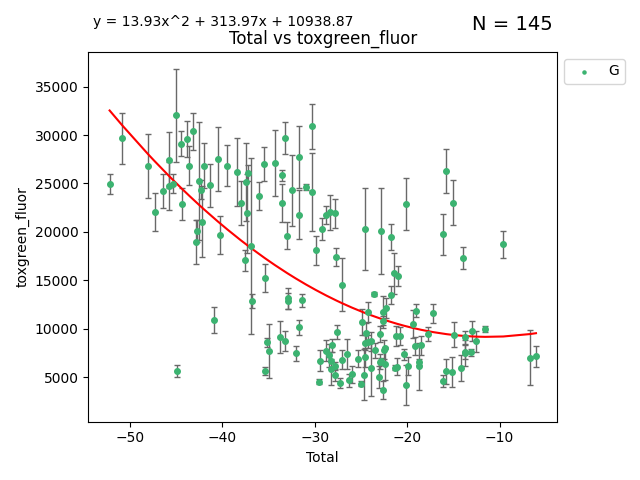 y = 13.93x^2 + 313.97x + 10938.87
N = 145
Total vs toxgreen_fluor
G
35000
30000
25000
20000
15000
10000
5000
toxgreen_fluor
−50
−40
−30
−20
−10
Total